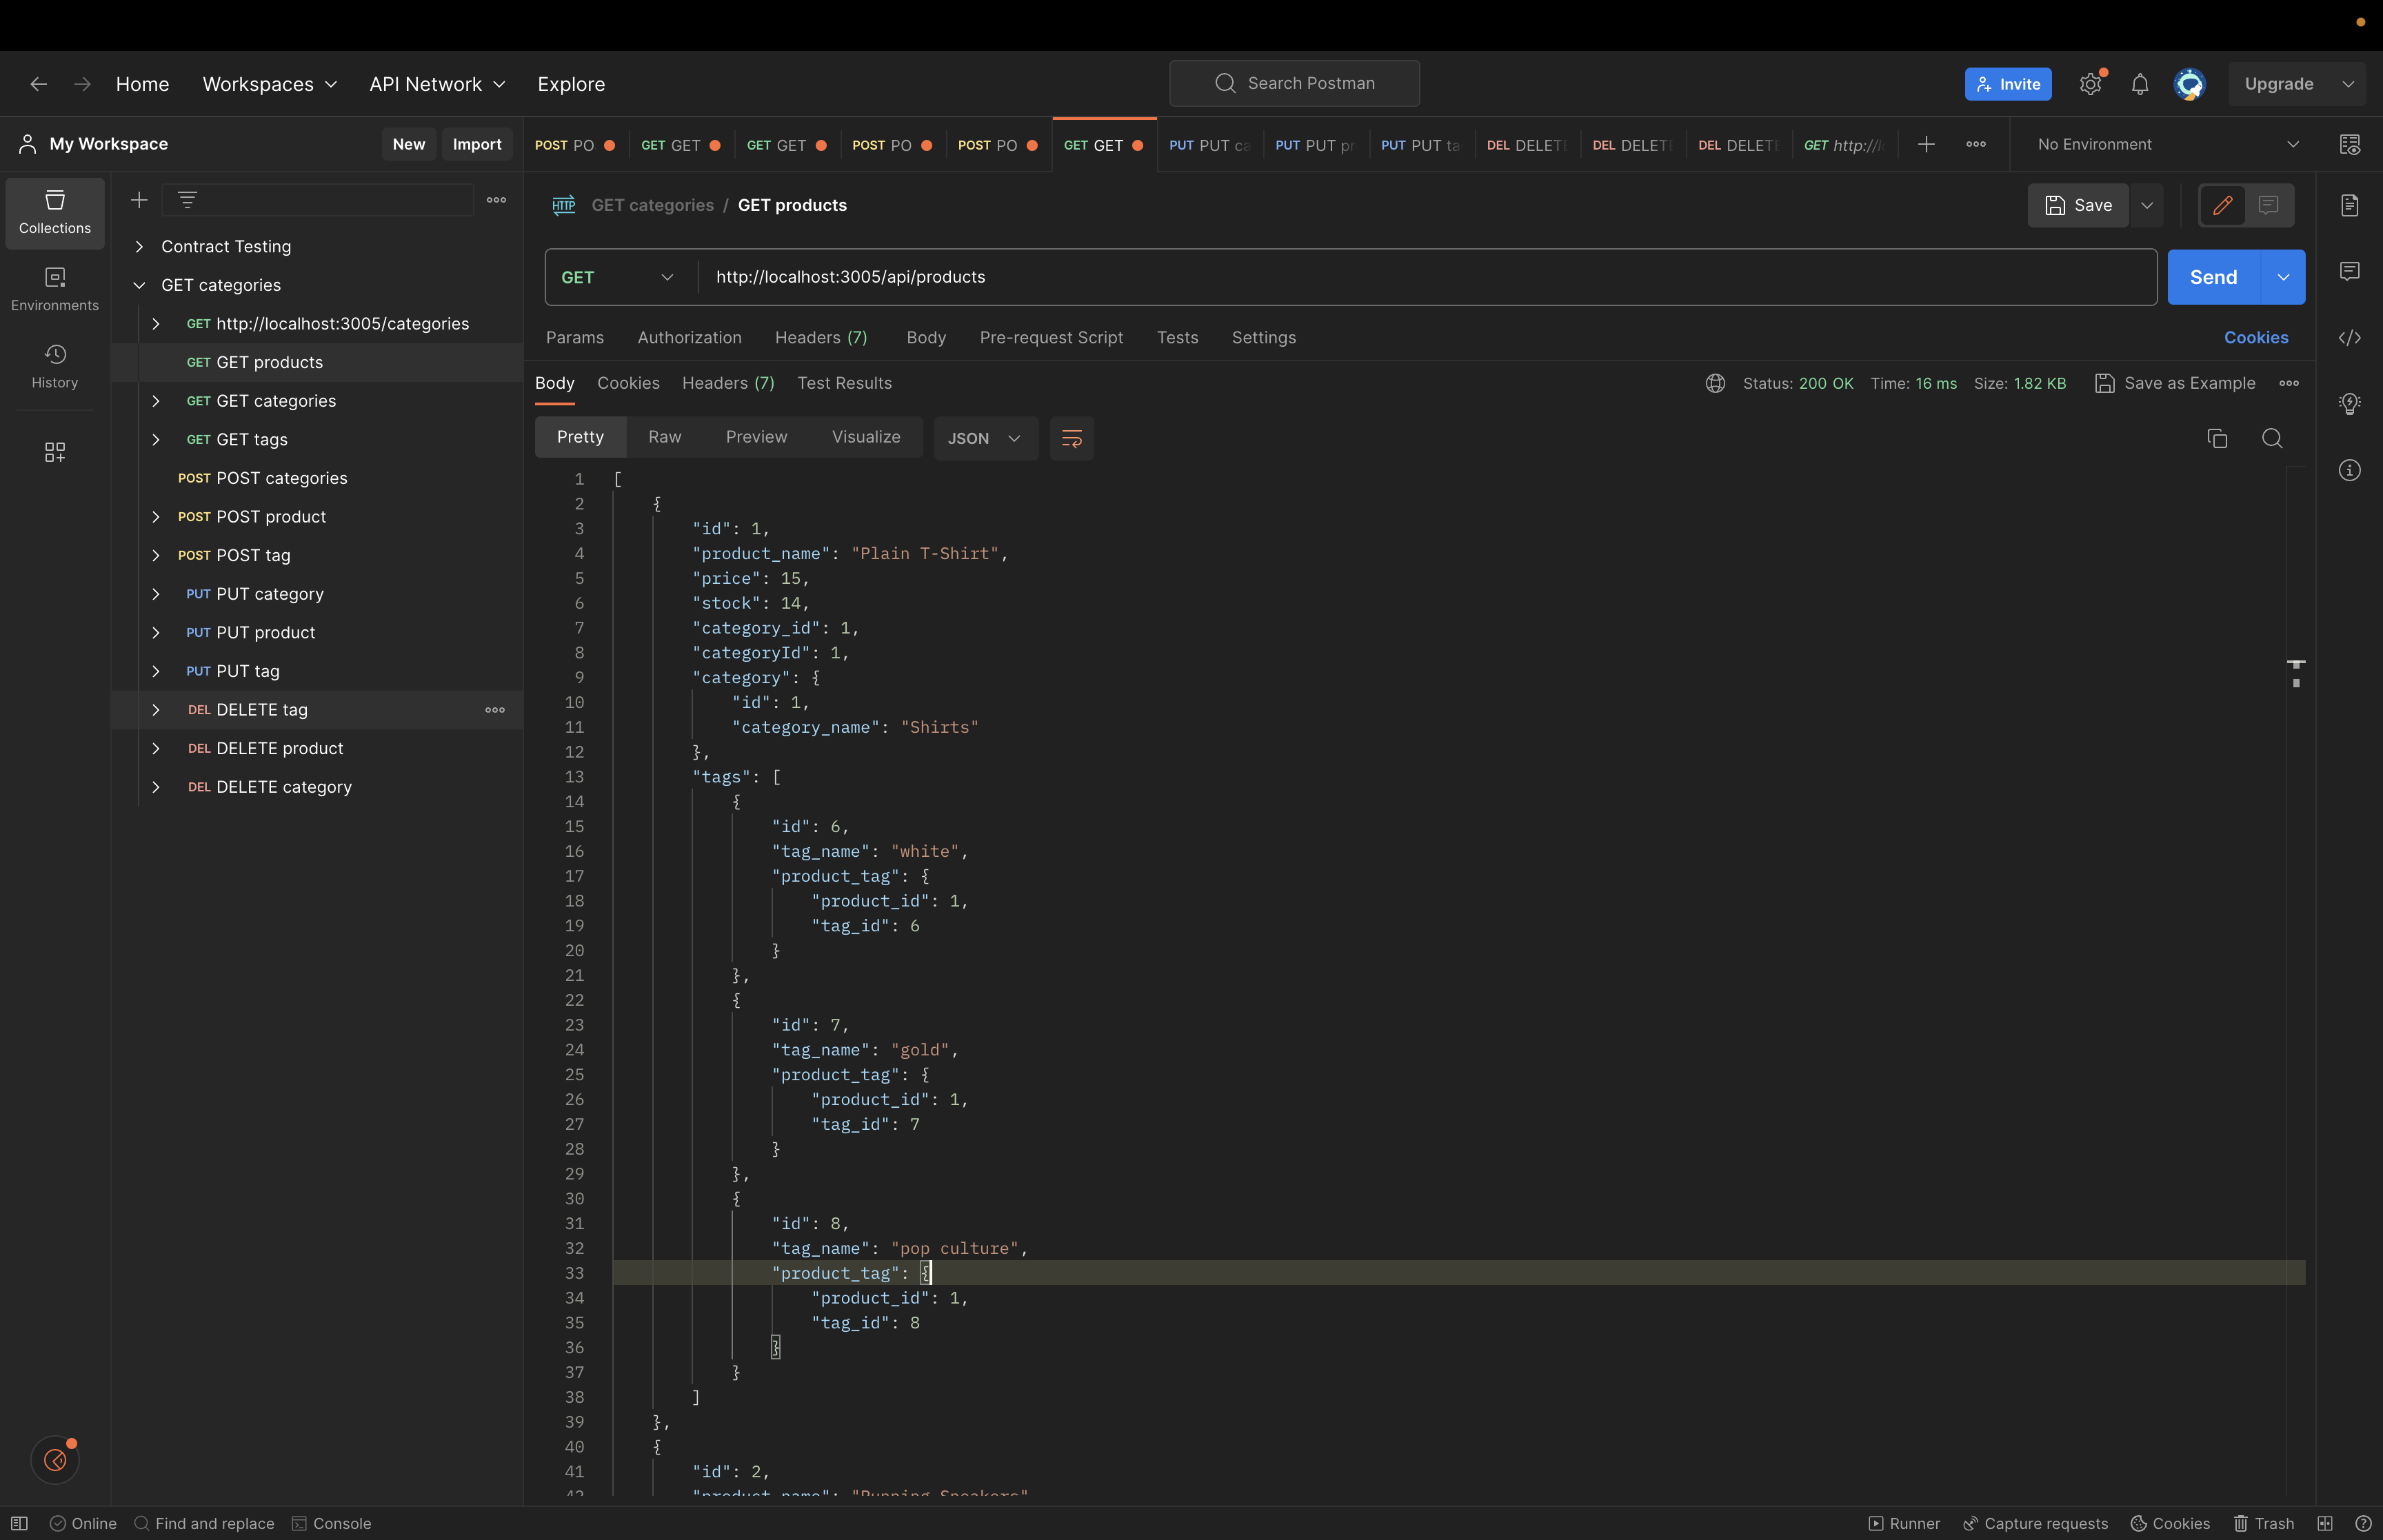 Home Workspaces API Network Explore
Search Postman
Invite
Upgrade
My Workspace New Import
POST PO GET GET GET GET POST PO POST PO GET GET PUT PUT ca PUT PUT pr PUT PUT ta DEL DELET DEL DELET DEL DELET GET http://l
No Environment
Collections
Environments
History
Contract Testing
GET categories
GET http://localhost:3005/categories
GET GET products
GET GET categories
GET GET tags
POST POST categories
POST POST product
POST POST tag
PUT PUT category
PUT PUT product
PUT PUT tag
DEL DELETE tag
DEL DELETE product
DEL DELETE category
HTTP GET categories / GET products
Save
GET http://localhost:3005/api/products
Send
Params Authorization Headers (7) Body Pre-request Script Tests Settings
Cookies
Body Cookies Headers (7) Test Results
Status: 200 OK Time: 16 ms Size: 1.82 KB Save as Example
Pretty Raw Preview Visualize JSON
1 [
2 {
3 "id": 1,
4 "product_name": "Plain T-Shirt",
5 "price": 15,
6 "stock": 14,
7 "category_id": 1,
8 "categoryId": 1,
9 "category": {
10 "id": 1,
11 "category_name": "Shirts"
12 },
13 "tags": [
14 {
15 "id": 6,
16 "tag_name": "white",
17 "product_tag": {
18 "product_id": 1,
19 "tag_id": 6
20 }
21 },
22 {
23 "id": 7,
24 "tag_name": "gold",
25 "product_tag": {
26 "product_id": 1,
27 "tag_id": 7
28 }
29 },
30 {
31 "id": 8,
32 "tag_name": "pop culture",
33 "product_tag": {
34 "product_id": 1,
35 "tag_id": 8
36 }
37 }
38 ]
39 },
40 {
41 "id": 2,
42 "product_name": "Running Sneakers"
Online Find and replace Console
Runner Capture requests Cookies Trash